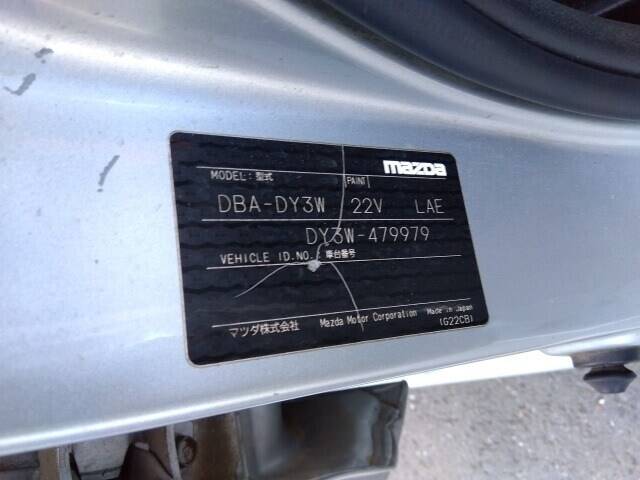 mazda
MODEL:型式 [PAINT]
DBA-DY3W 22V LAE
DY3W-479979
VEHICLE ID.NO.:車台番号
マツダ株式会社 Mazda Motor Corporation Made in Japan
(G22CB)